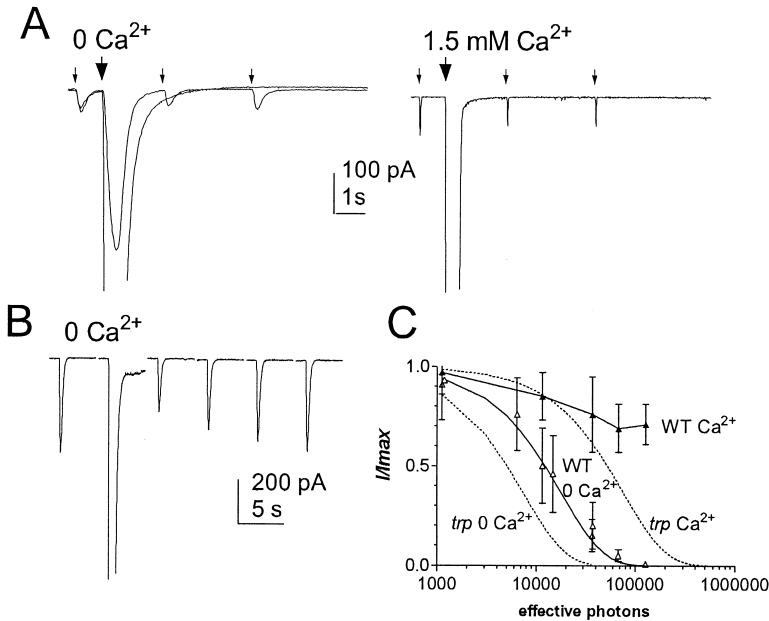 A
0 Ca2+
1.5 mM Ca2+
100 pA
1s
B
0 Ca2+
200 pA
5 s
C
I/Imax
1.0
0.5
0.0
WT Ca2+
WT
0 Ca2+
trp 0 Ca2+
trp Ca2+
1000
10000
100000
1000000
effective photons